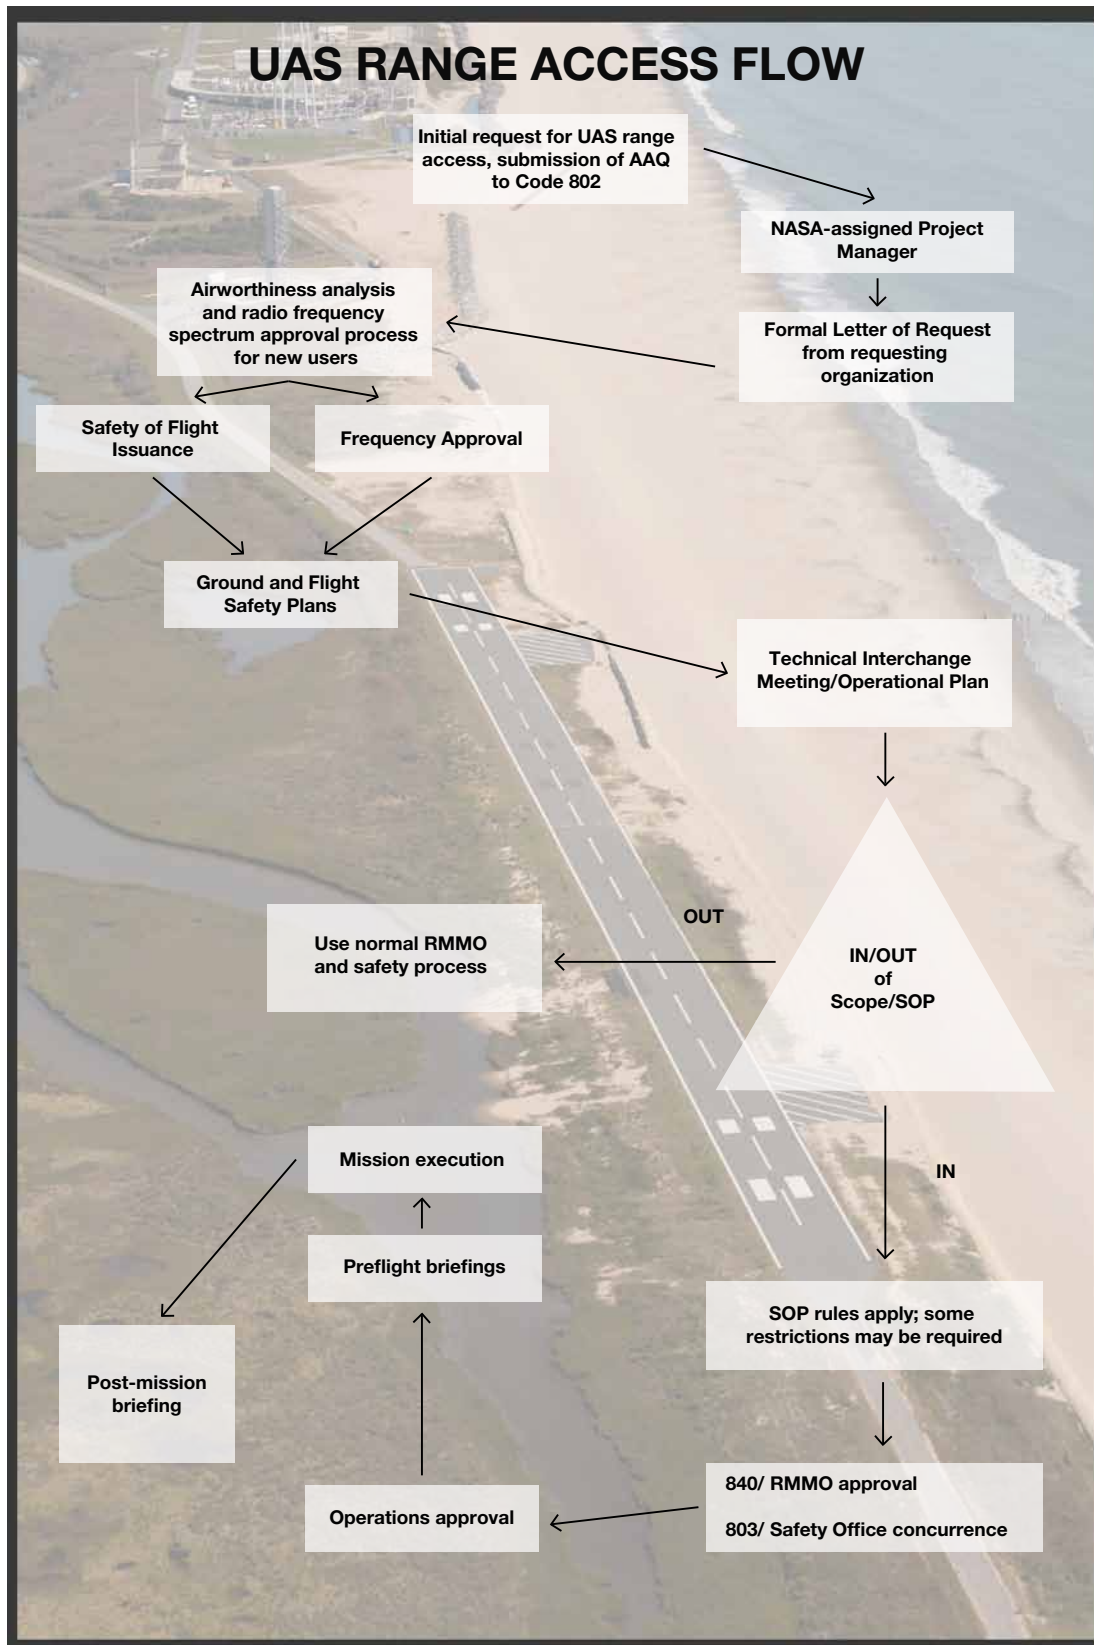 UAS RANGE ACCESS FLOW
Initial request for UAS range
access, submission of AAQ
to Code 802
NASA-assigned Project
Manager
Formal Letter of Request
from requesting
organization
Airworthiness analysis
and radio frequency
spectrum approval process
for new users
Safety of Flight
Issuance
Frequency Approval
Ground and Flight
Safety Plans
Technical Interchange
Meeting/Operational Plan
IN/OUT
of
Scope/SOP
OUT
Use normal RMMO
and safety process
IN
SOP rules apply; some
restrictions may be required
840/ RMMO approval
803/ Safety Office concurrence
Operations approval
Preflight briefings
Mission execution
Post-mission
briefing